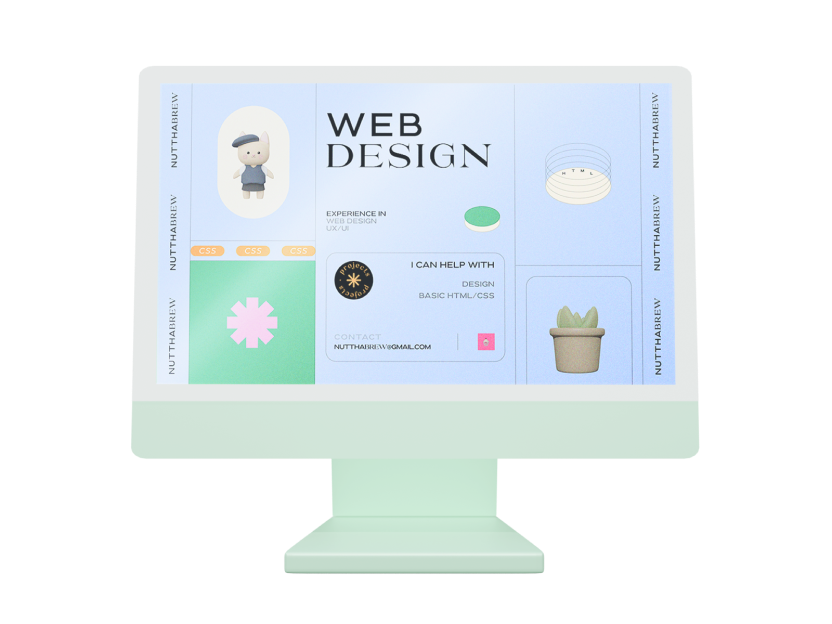 NUTTHABREW
NUTTHABREW
NUTTHABREW
CSS
CSS
CSS
WEB
DESIGN
EXPERIENCE IN
WEB DESIGN
UX/UI
projects projects
I CAN HELP WITH
DESIGN
BASIC HTML/CSS
CONTACT
NUTTHABREW@GMAIL.COM
HTML
NUTTHABREW
NUTTHABREW
NUTTHABREW